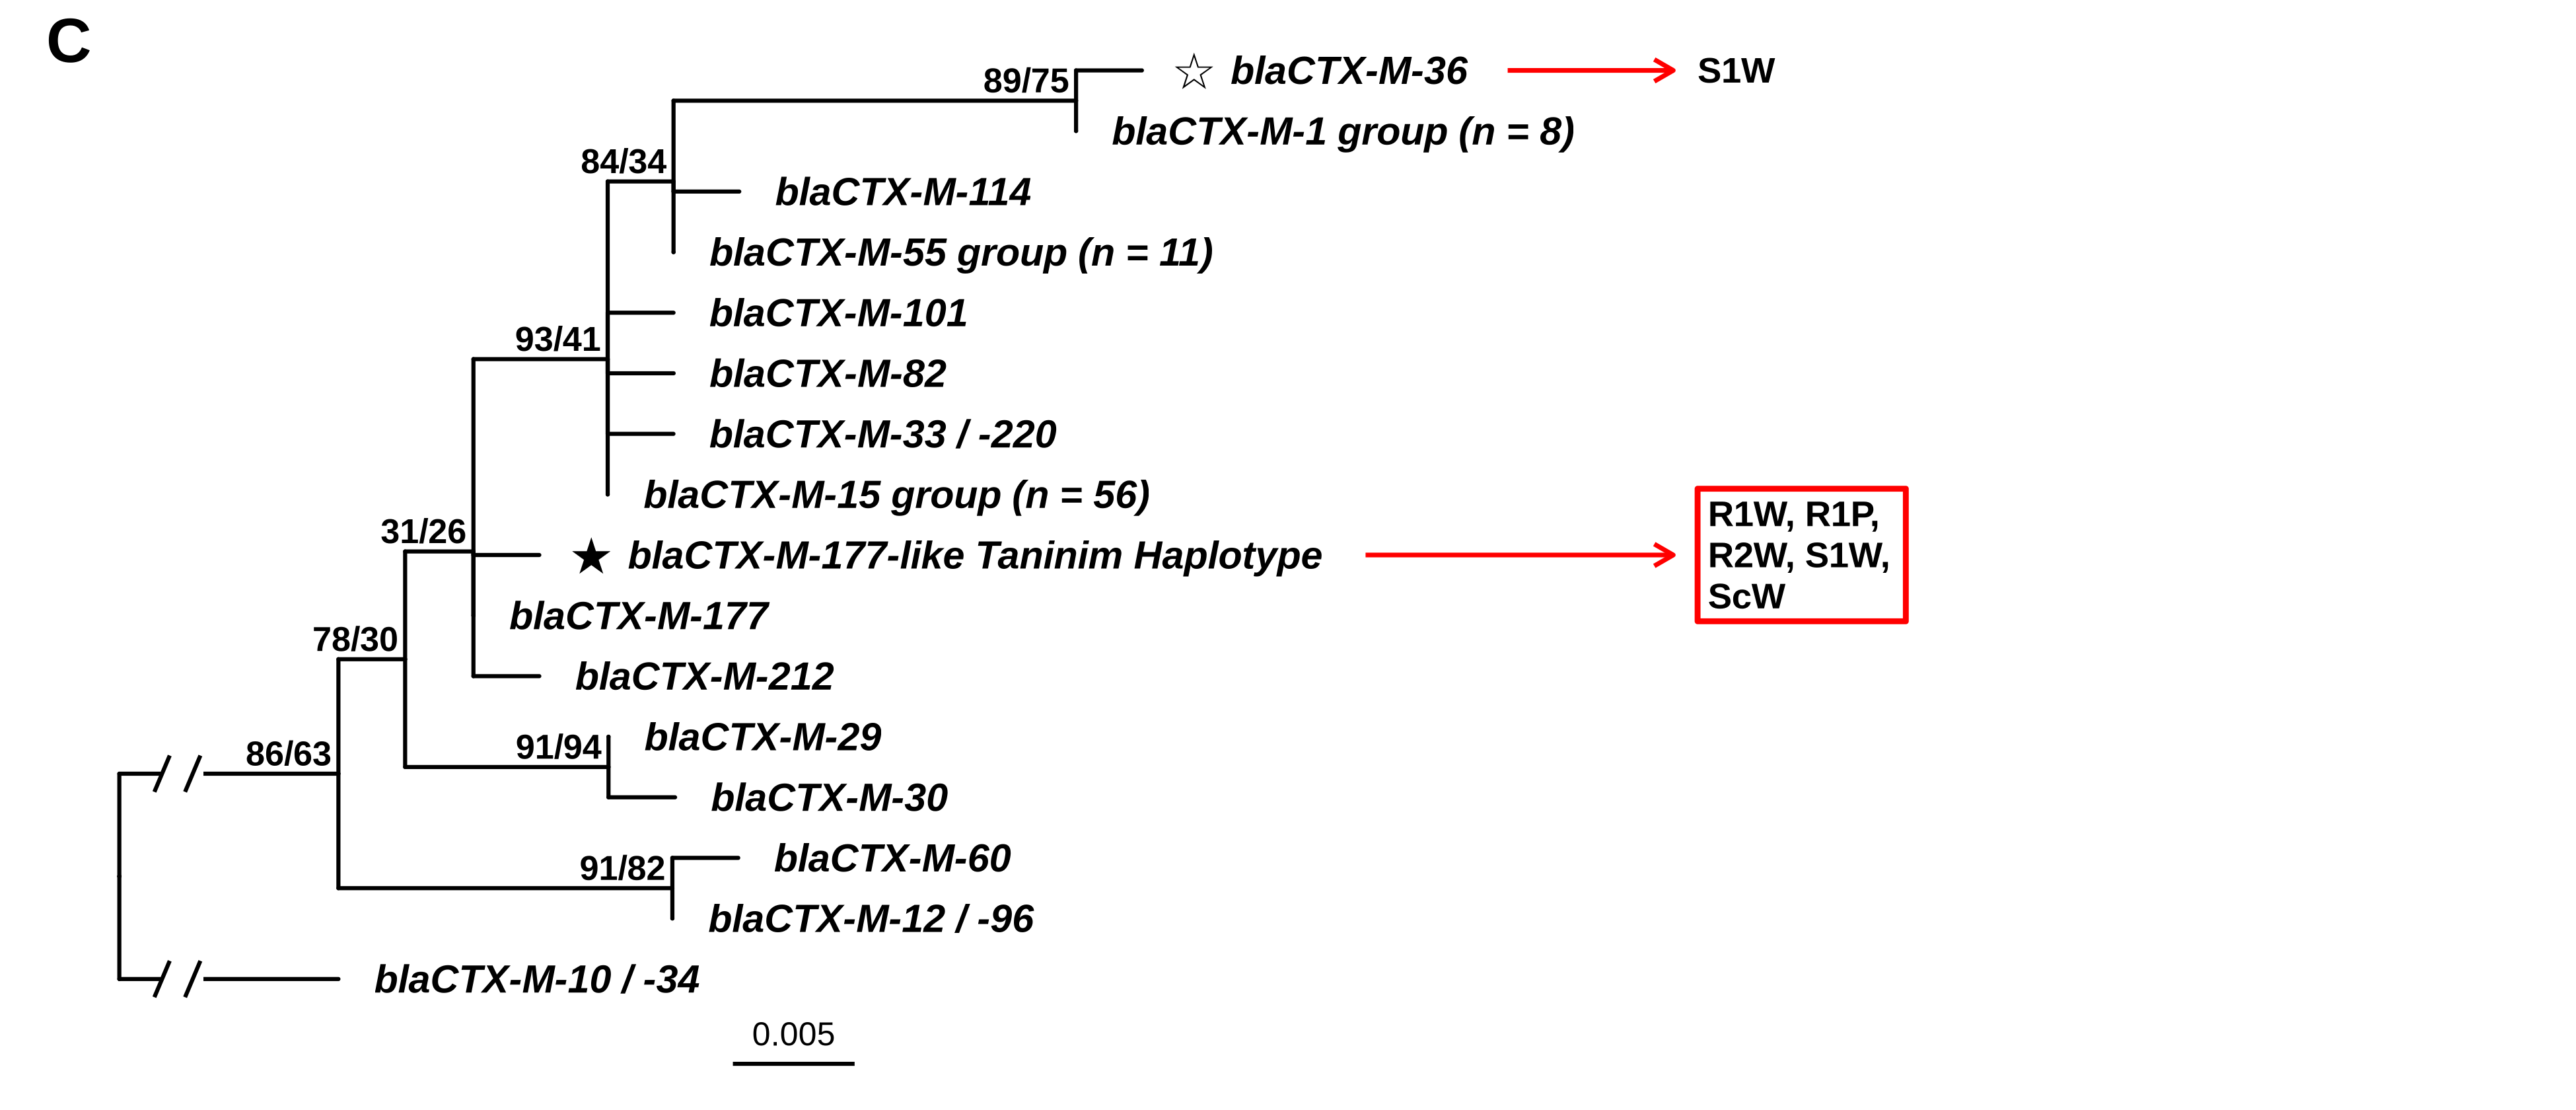 C
89/75
☆ blaCTX-M-36
S1W
blaCTX-M-1 group (n = 8)
84/34
blaCTX-M-114
blaCTX-M-55 group (n = 11)
blaCTX-M-101
93/41
blaCTX-M-82
blaCTX-M-33 / -220
blaCTX-M-15 group (n = 56)
R1W, R1P,
R2W, S1W,
ScW
31/26
★ blaCTX-M-177-like Taninim Haplotype
blaCTX-M-177
78/30
blaCTX-M-212
blaCTX-M-29
91/94
86/63
blaCTX-M-30
blaCTX-M-60
91/82
blaCTX-M-12 / -96
blaCTX-M-10 / -34
0.005